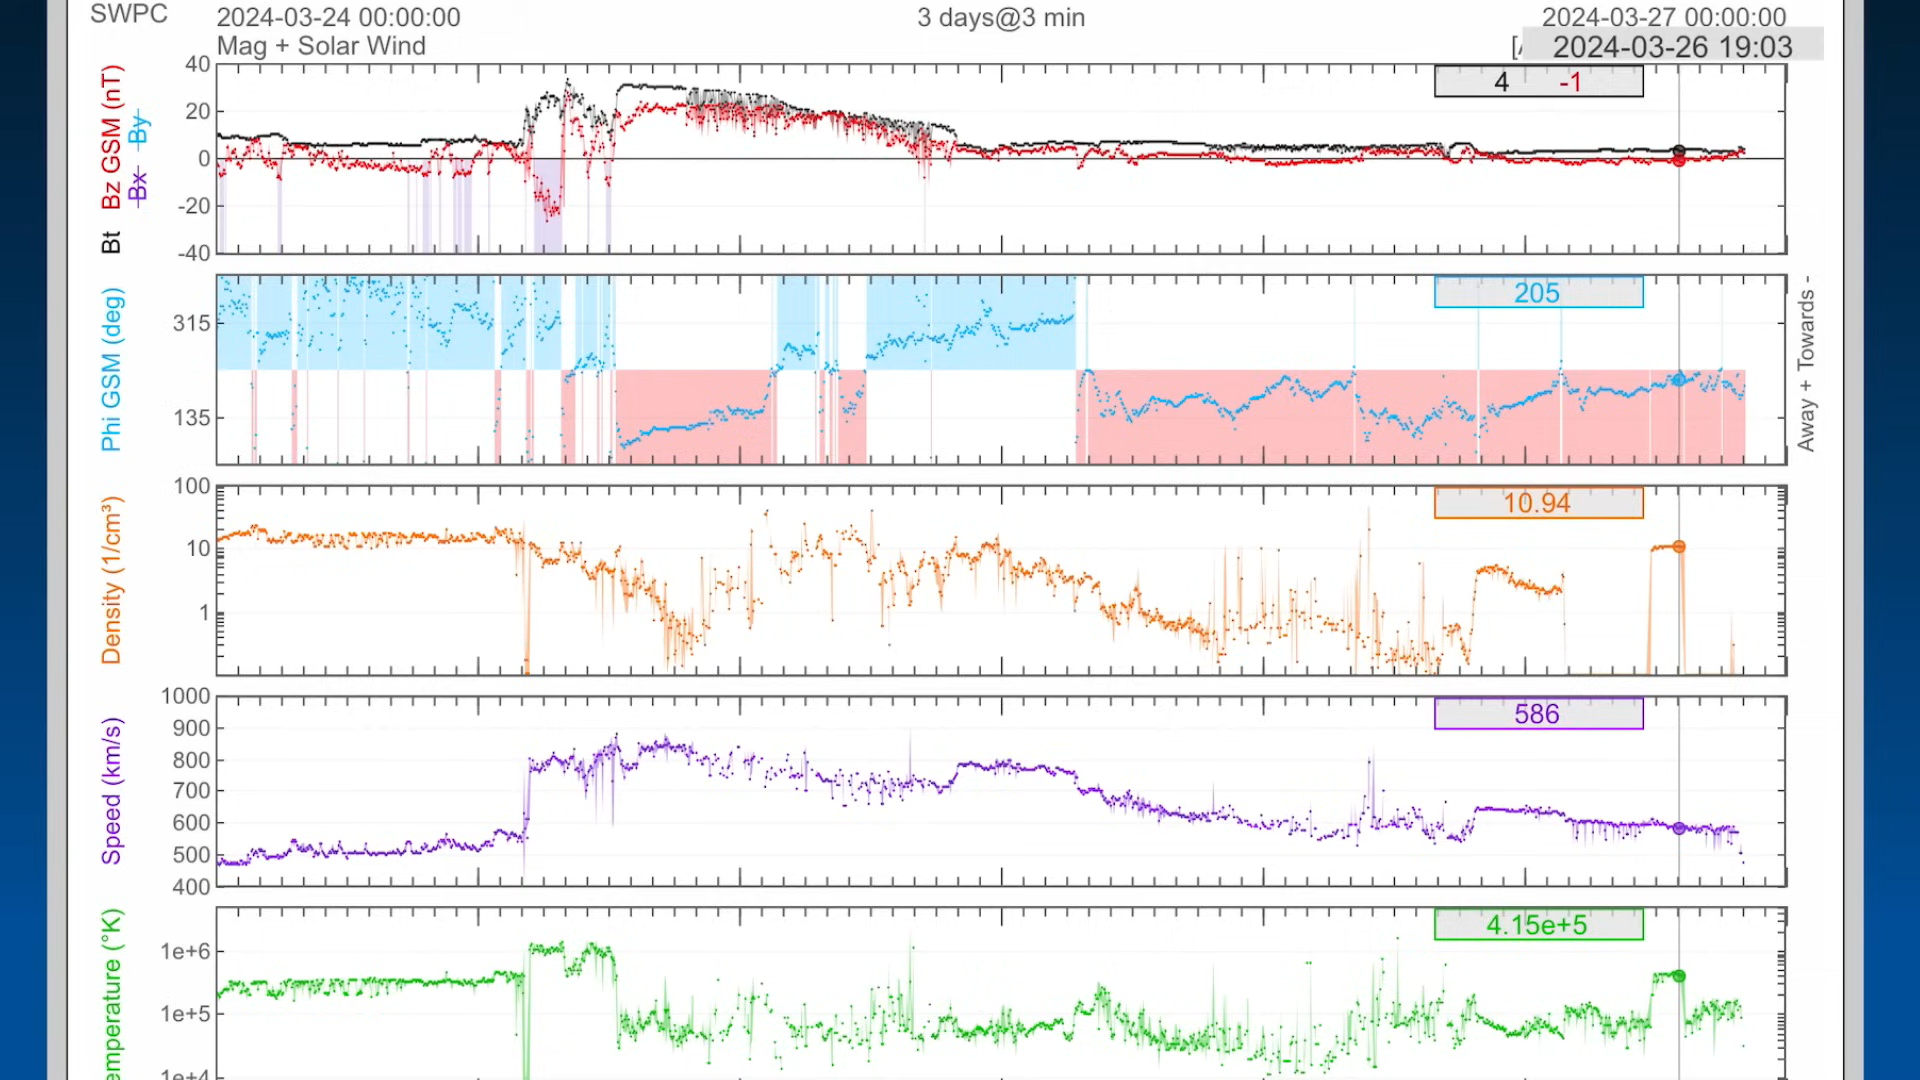 SWPC 2024-03-24 00:00:00 3 days@3 min 2024-03-27 00:00:00
Mag + Solar Wind 2024-03-26 19:03
Bt Bz GSM (nT)
Bx By
40
20
0
-20
-40
4 -1
Phi GSM (deg)
315
135
205
Away + Towards -
Density (1/cm³)
100
10
1
10.94
Speed (km/s)
1000
900
800
700
600
500
400
586
emperature (°K)
1e+6
1e+5
1e+4
4.15e+5